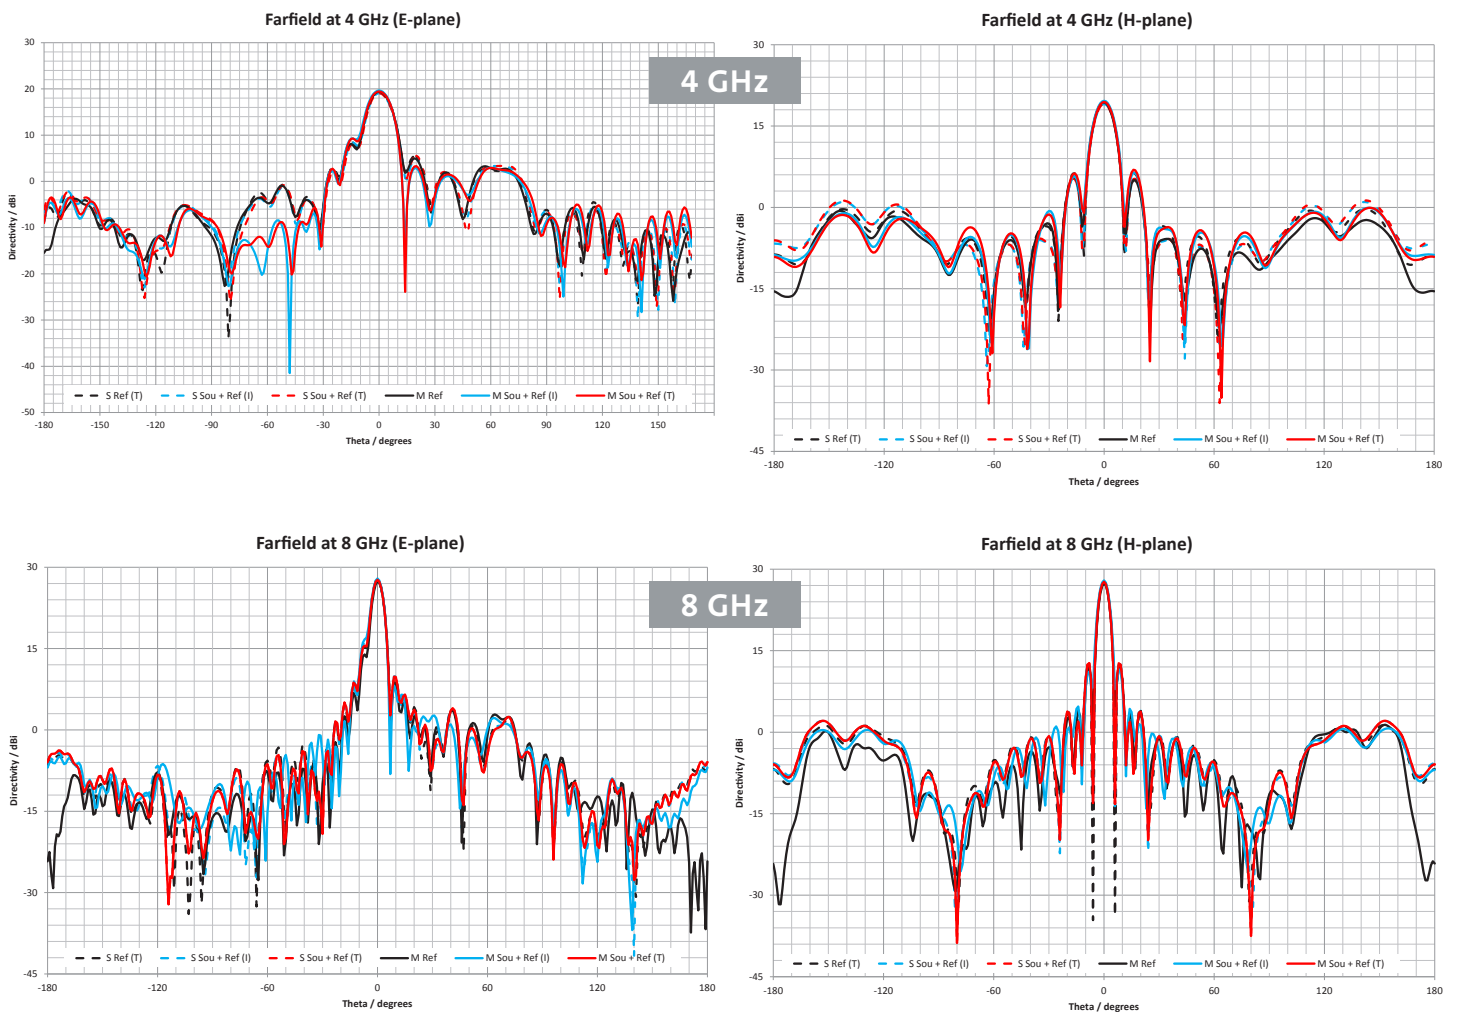 Farfield at 4 GHz (E-plane)
30
20
10
0
-10
-20
-30
-40
-50
Directivity / dBi
S Ref (T) S Sou + Ref (I) S Sou + Ref (T) M Ref M Sou + Ref (I) M Sou + Ref (T)
-180 -150 -120 -90 -60 -30 0 30 60 90 120 150
Theta / degrees
4 GHz
Farfield at 4 GHz (H-plane)
30
15
0
-15
-30
-45
Directivity / dBi
S Ref (T) S Sou + Ref (I) S Sou + Ref (T) M Ref M Sou + Ref (I) M Sou + Ref (T)
-180 -120 -60 0 60 120 180
Theta / degrees
Farfield at 8 GHz (E-plane)
30
15
0
-15
-30
-45
Directivity / dBi
S Ref (T) S Sou + Ref (I) S Sou + Ref (T) M Ref M Sou + Ref (I) M Sou + Ref (T)
-180 -120 -60 0 60 120 180
Theta / degrees
8 GHz
Farfield at 8 GHz (H-plane)
30
15
0
-15
-30
-45
Directivity / dBi
S Ref (T) S Sou + Ref (I) S Sou + Ref (T) M Ref M Sou + Ref (I) M Sou + Ref (T)
-180 -120 -60 0 60 120 180
Theta / degrees